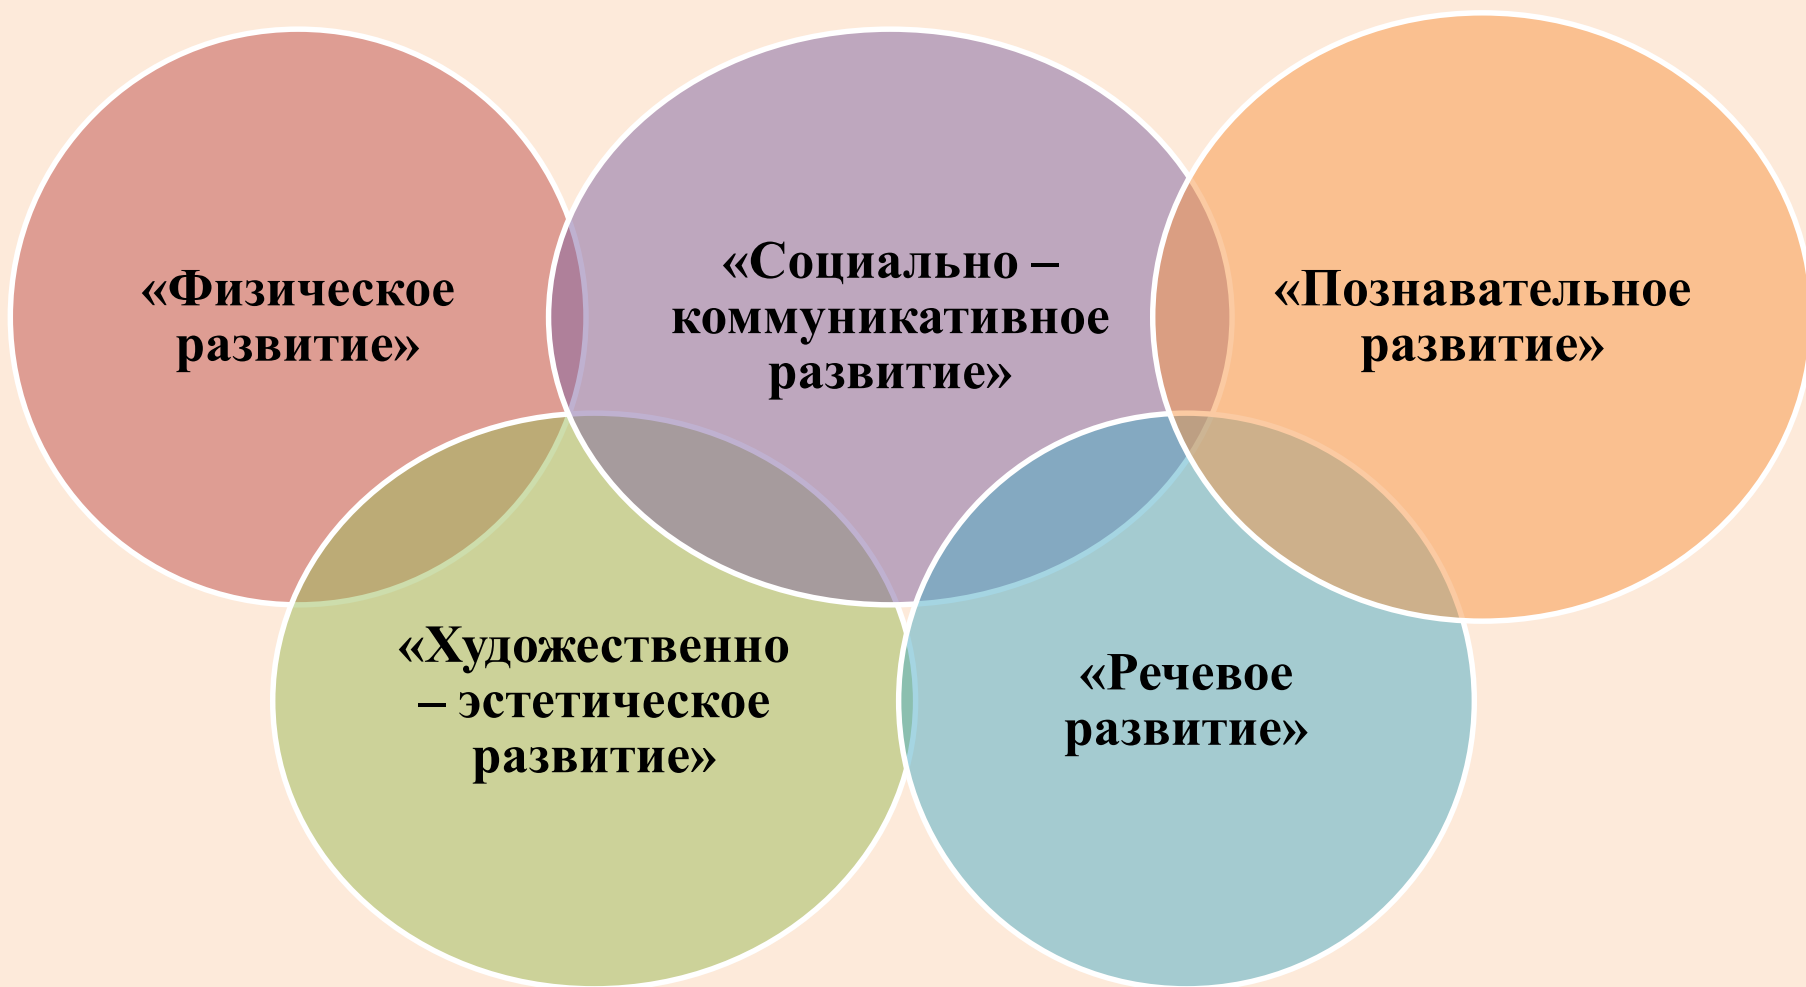 «Физическое
развитие»
«Социально –
коммуникативное
развитие»
«Познавательное
развитие»
«Художественно
– эстетическое
развитие»
«Речевое
развитие»